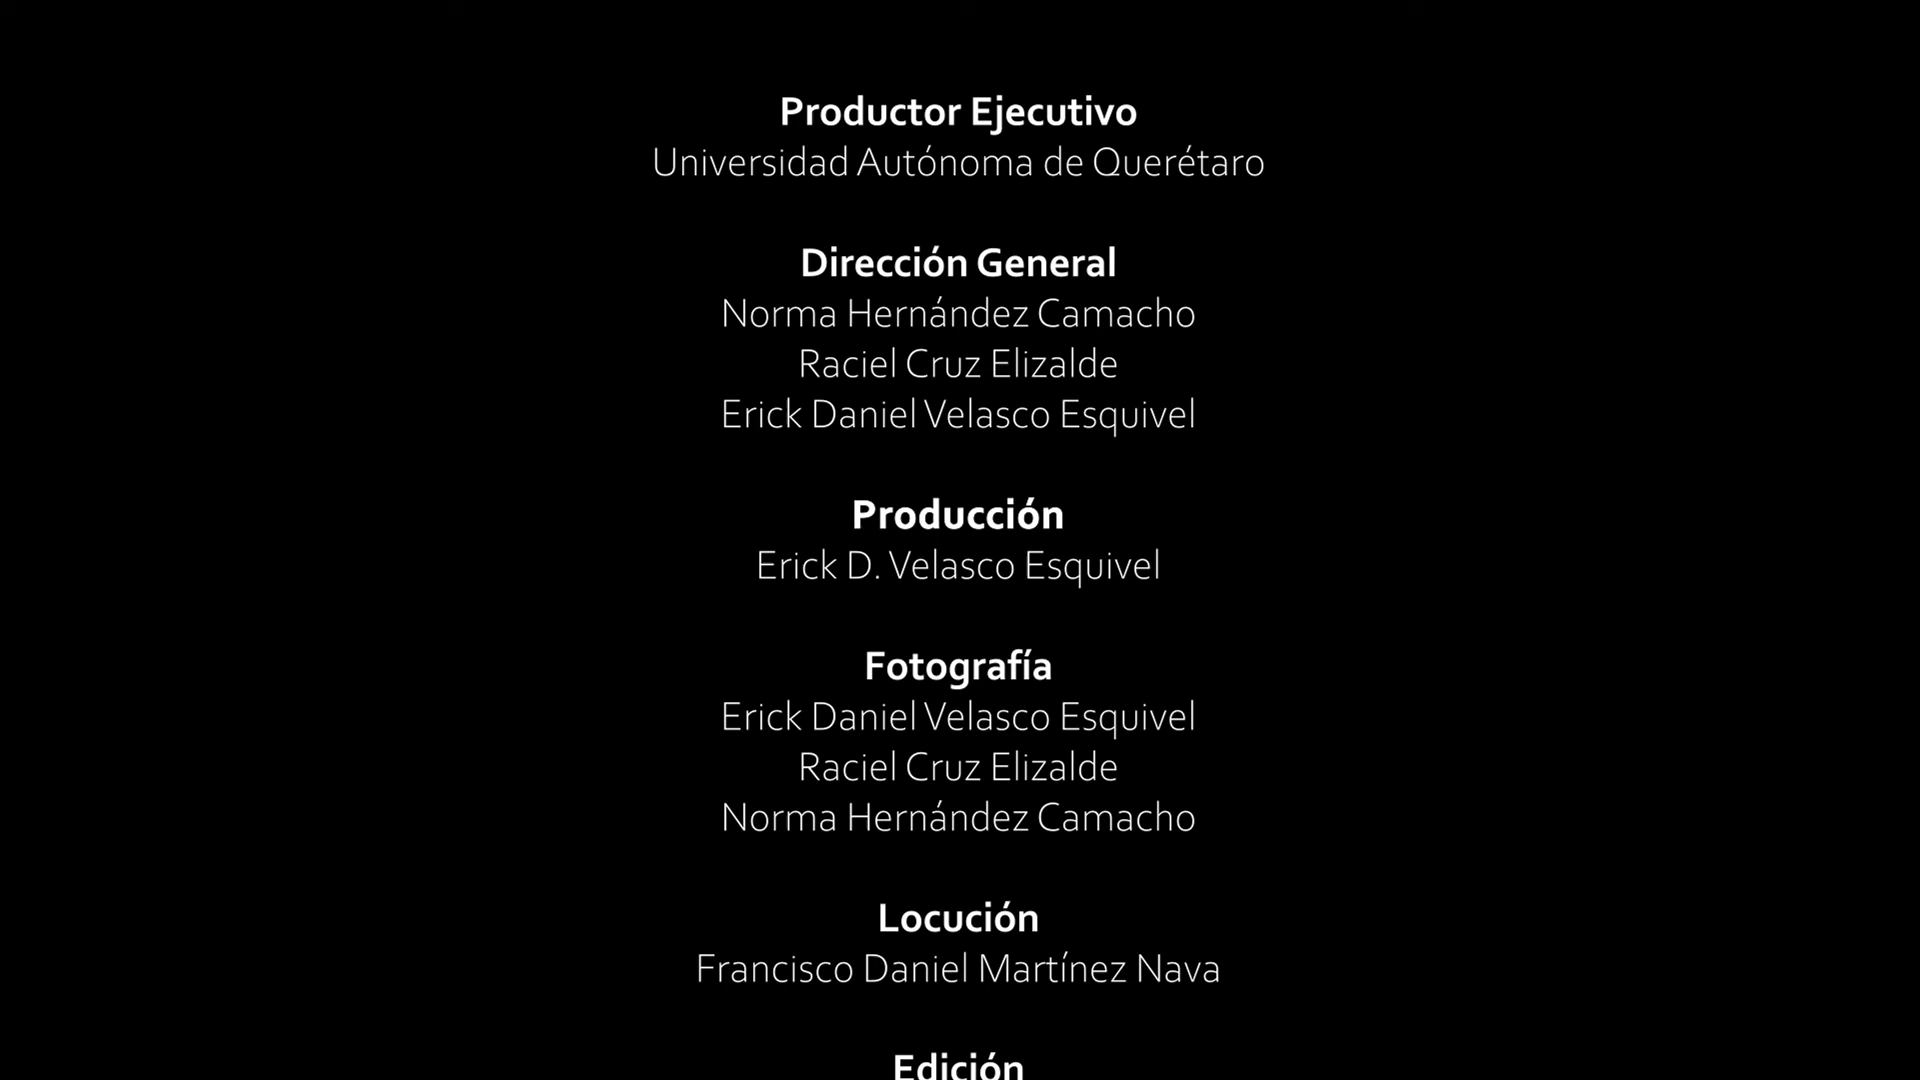 Productor Ejecutivo
Universidad Autónoma de Querétaro
Dirección General
Norma Hernández Camacho
Raciel Cruz Elizalde
Erick Daniel Velasco Esquivel
Producción
Erick D. Velasco Esquivel
Fotografía
Erick Daniel Velasco Esquivel
Raciel Cruz Elizalde
Norma Hernández Camacho
Locución
Francisco Daniel Martínez Nava
Edición